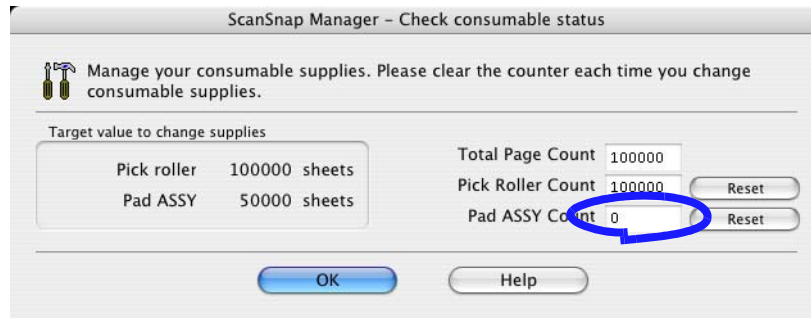 ScanSnap Manager – Check consumable status
Manage your consumable supplies. Please clear the counter each time you change
consumable supplies.
Target value to change supplies
Pick roller 100000 sheets
Pad ASSY 50000 sheets
Total Page Count 100000
Pick Roller Count 100000 Reset
Pad ASSY Count 0 Reset
OK Help